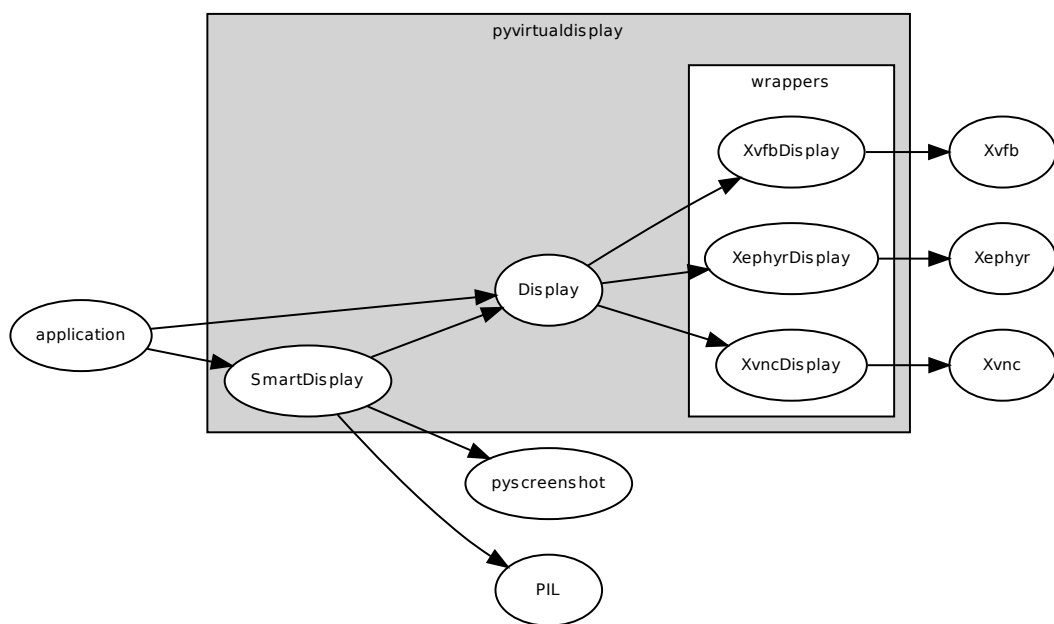 pyvirtualdisplay
wrappers
XvfbDisplay
Xvfb
XephyrDisplay
Xephyr
Display
application
XvncDisplay
Xvnc
SmartDisplay
pyscreenshot
PIL